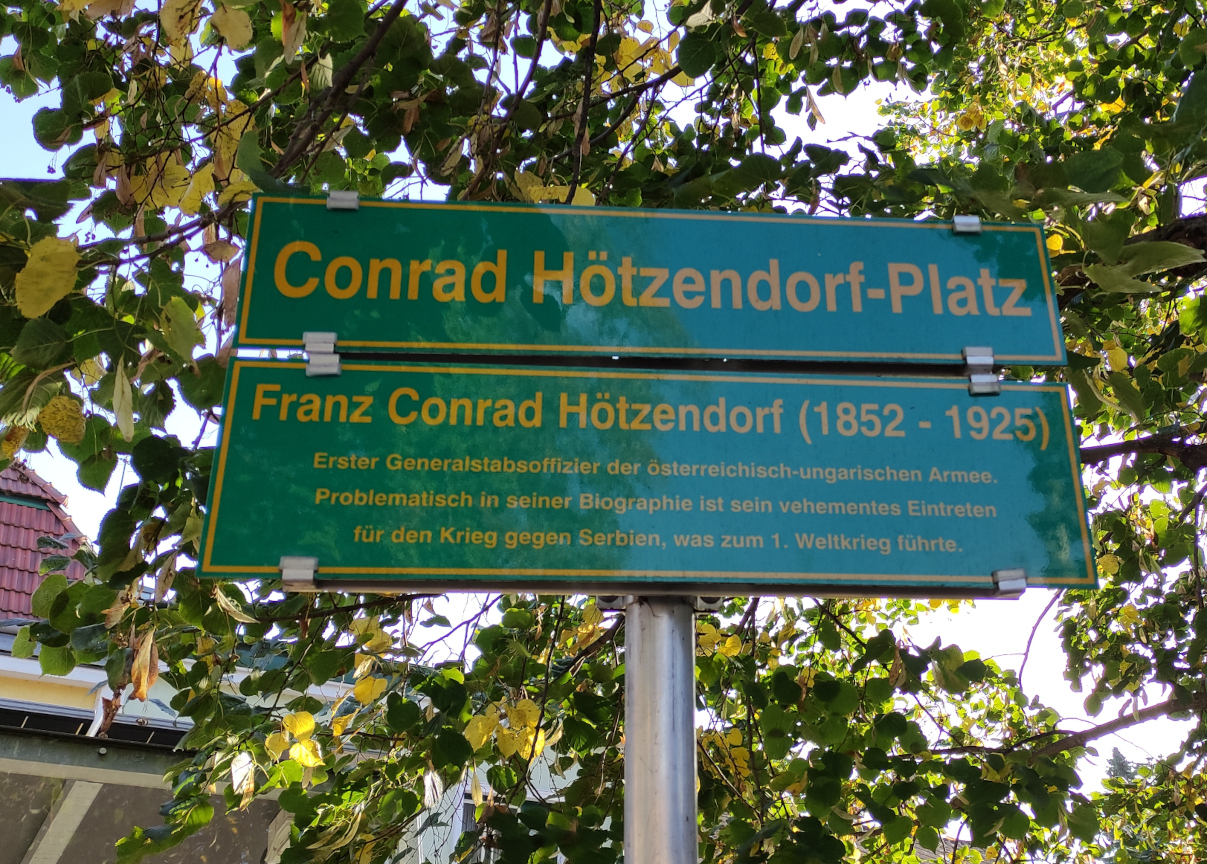 Conrad Hötzendorf-Platz
Franz Conrad Hötzendorf (1852 - 1925)
Erster Generalstabsoffizier der österreichisch-ungarischen Armee.
Problematisch in seiner Biographie ist sein vehementes Eintreten
für den Krieg gegen Serbien, was zum 1. Weltkrieg führte.